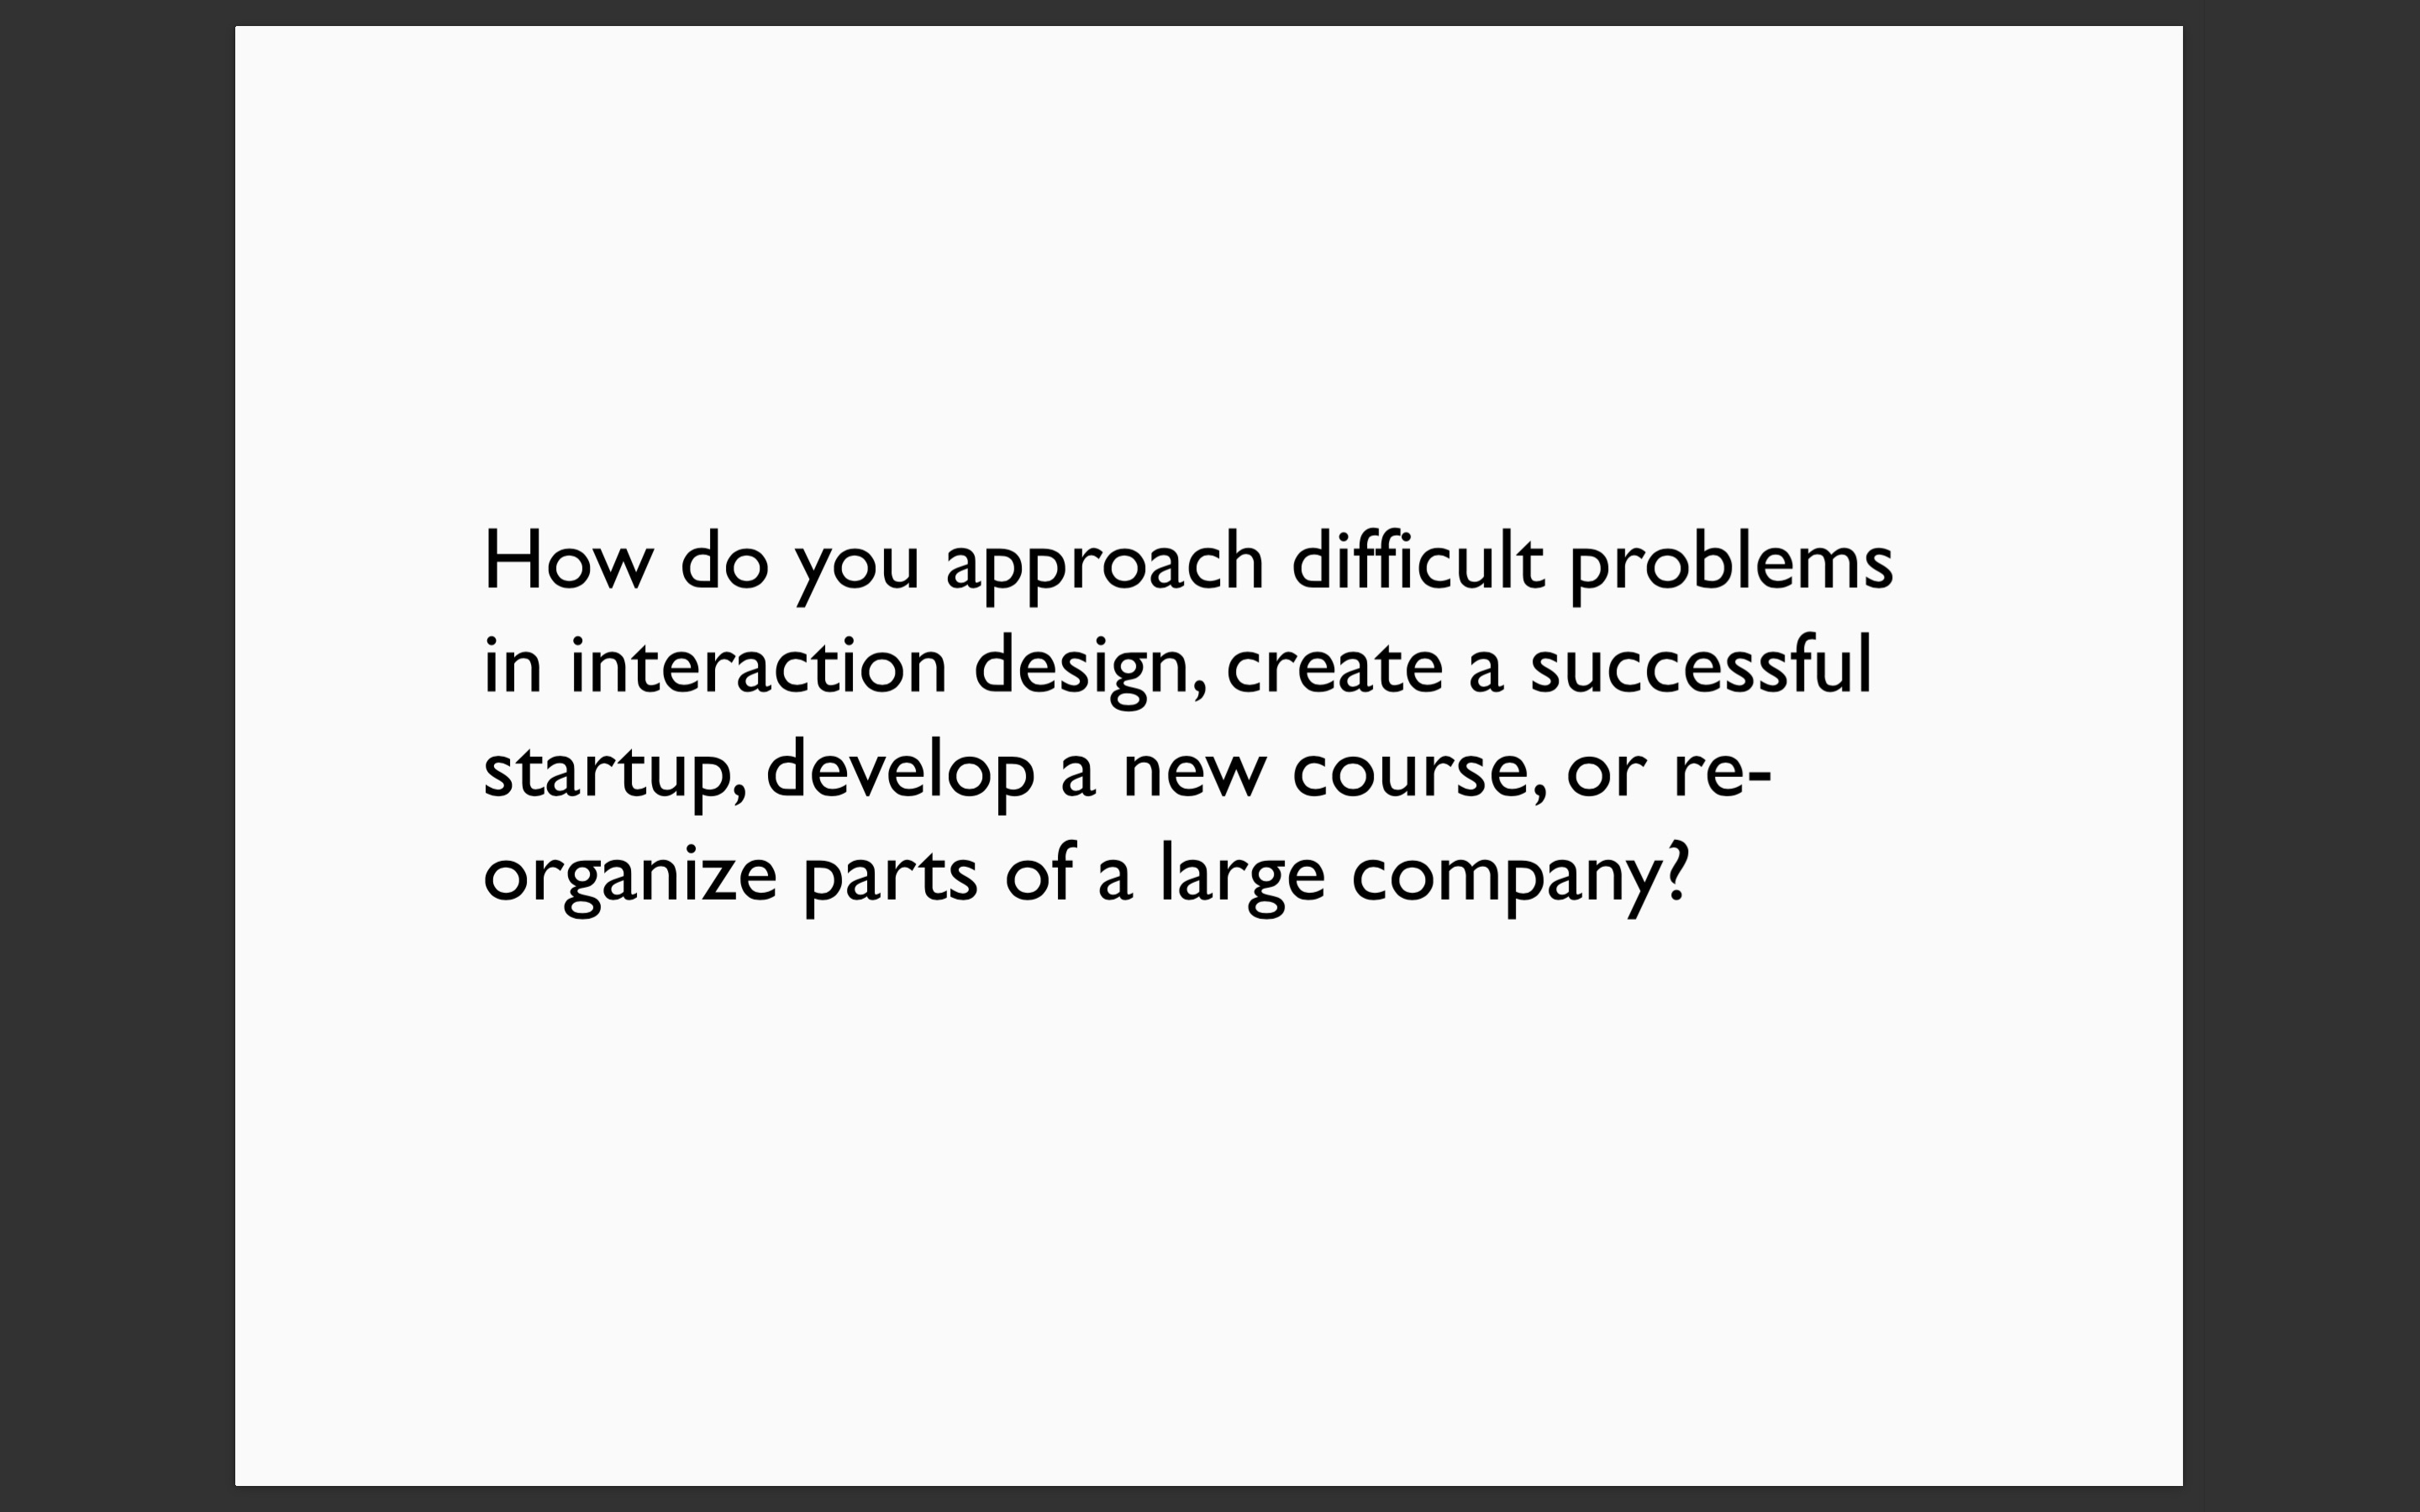 How do you approach difficult problems
in interaction design, create a successful
startup, develop a new course, or re-
organize parts of a large company?